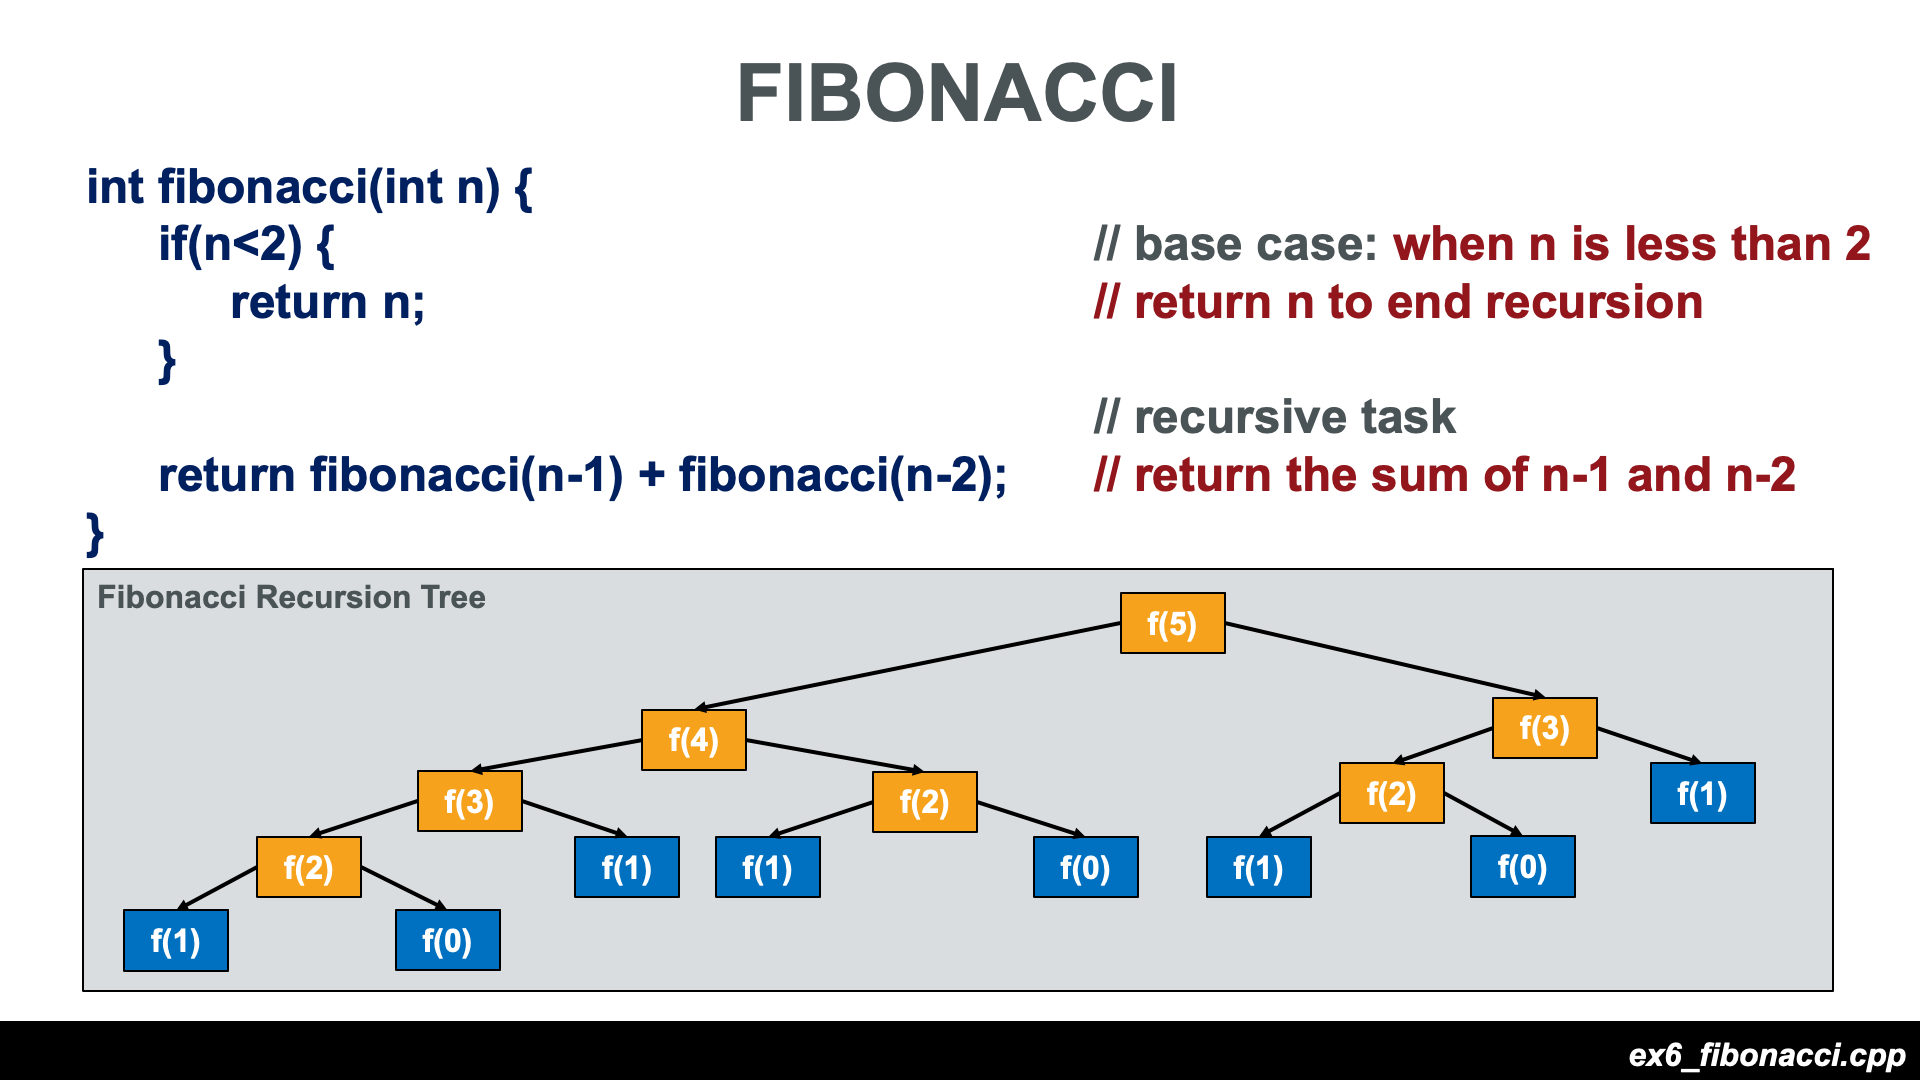 FIBONACCI
int fibonacci(int n) {
if(n<2) { // base case: when n is less than 2
return n; // return n to end recursion
}
// recursive task
return fibonacci(n-1) + fibonacci(n-2); // return the sum of n-1 and n-2
}
Fibonacci Recursion Tree
f(5)
f(4) f(3)
f(3) f(2) f(2) f(1)
f(2) f(1) f(1) f(0) f(1) f(0)
f(1) f(0)
ex6_fibonacci.cpp